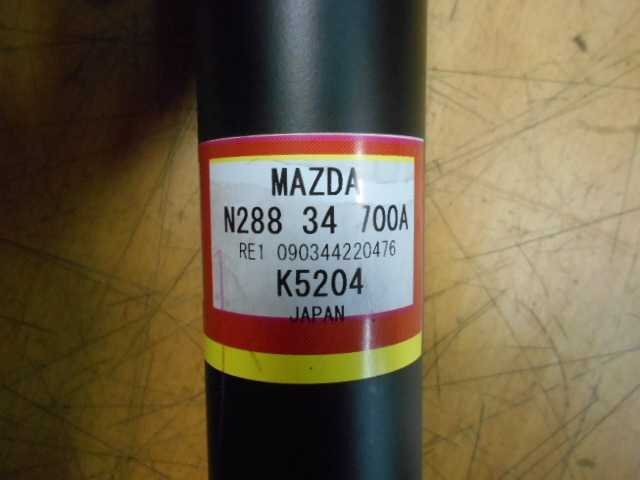 MAZDA
N288 34 700A
RE1 090344220476
K5204
JAPAN